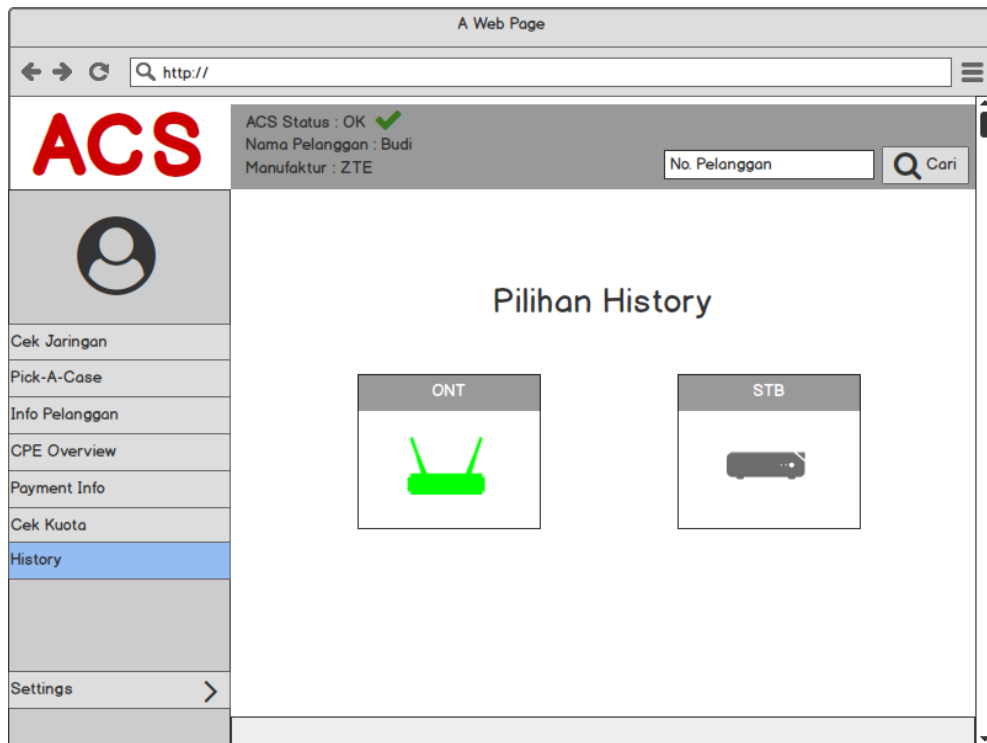 A Web Page
http://
ACS
ACS Status : OK
Nama Pelanggan : Budi
Manufaktur : ZTE
No. Pelanggan
Cari
Cek Jaringan
Pick-A-Case
Info Pelanggan
CPE Overview
Payment Info
Cek Kuota
History
Settings
Pilihan History
ONT
STB